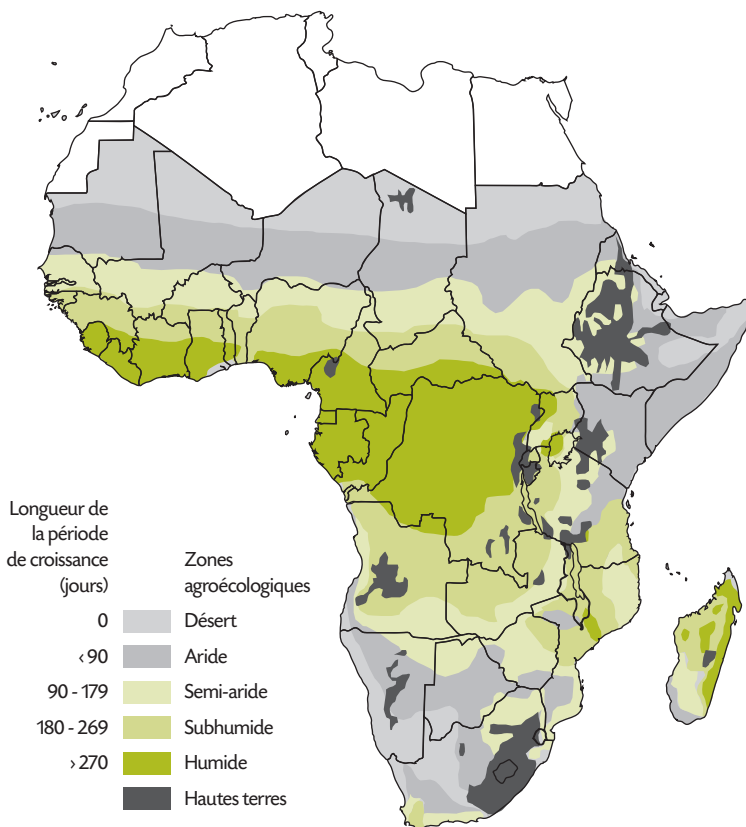 Longueur de
la période
de croissance
(jours)
Zones
agroécologiques
0 Désert
‹ 90 Aride
90 - 179 Semi-aride
180 - 269 Subhumide
› 270 Humide
Hautes terres